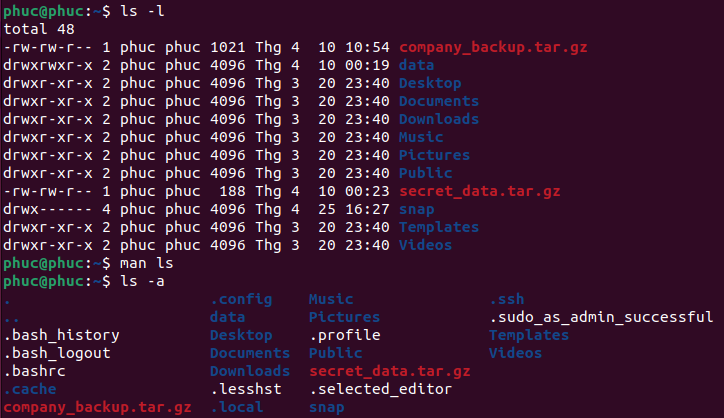 phuc@phuc:~$ ls -l
total 48
-rw-rw-r-- 1 phuc phuc 1021 Thg 4  10 10:54 company_backup.tar.gz
drwxrwxr-x 2 phuc phuc 4096 Thg 4  10 00:19 data
drwxr-xr-x 2 phuc phuc 4096 Thg 3  20 23:40 Desktop
drwxr-xr-x 2 phuc phuc 4096 Thg 3  20 23:40 Documents
drwxr-xr-x 2 phuc phuc 4096 Thg 3  20 23:40 Downloads
drwxr-xr-x 2 phuc phuc 4096 Thg 3  20 23:40 Music
drwxr-xr-x 2 phuc phuc 4096 Thg 3  20 23:40 Pictures
drwxr-xr-x 2 phuc phuc 4096 Thg 3  20 23:40 Public
-rw-rw-r-- 1 phuc phuc  188 Thg 4  10 00:23 secret_data.tar.gz
drwx------ 4 phuc phuc 4096 Thg 4  25 16:27 snap
drwxr-xr-x 2 phuc phuc 4096 Thg 3  20 23:40 Templates
drwxr-xr-x 2 phuc phuc 4096 Thg 3  20 23:40 Videos
phuc@phuc:~$ man ls
phuc@phuc:~$ ls -a
.                      .config    Music               .ssh
..                     data       Pictures            .sudo_as_admin_successful
.bash_history          Desktop    .profile            Templates
.bash_logout           Documents  Public              Videos
.bashrc                Downloads  secret_data.tar.gz
.cache                 .lesshst   .selected_editor
company_backup.tar.gz  .local     snap